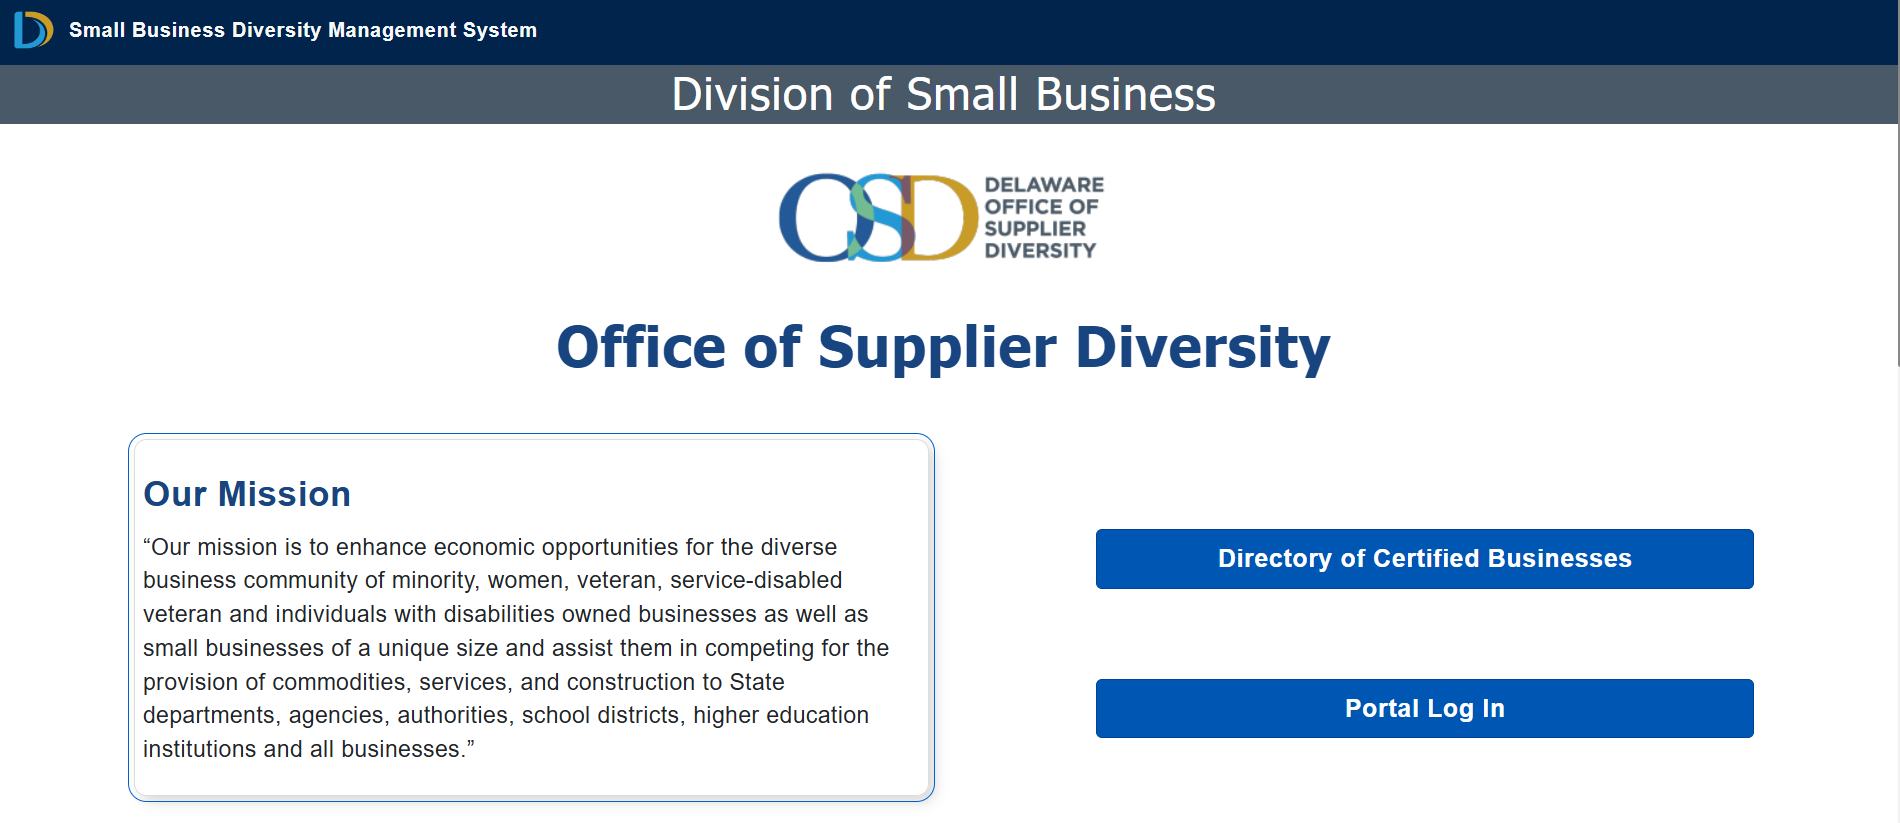 Small Business Diversity Management System
Division of Small Business
OSD
DELAWARE
OFFICE OF
SUPPLIER
DIVERSITY
Office of Supplier Diversity
Our Mission
“Our mission is to enhance economic opportunities for the diverse
business community of minority, women, veteran, service-disabled
veteran and individuals with disabilities owned businesses as well as
small businesses of a unique size and assist them in competing for the
provision of commodities, services, and construction to State
departments, agencies, authorities, school districts, higher education
institutions and all businesses.”
Directory of Certified Businesses
Portal Log In